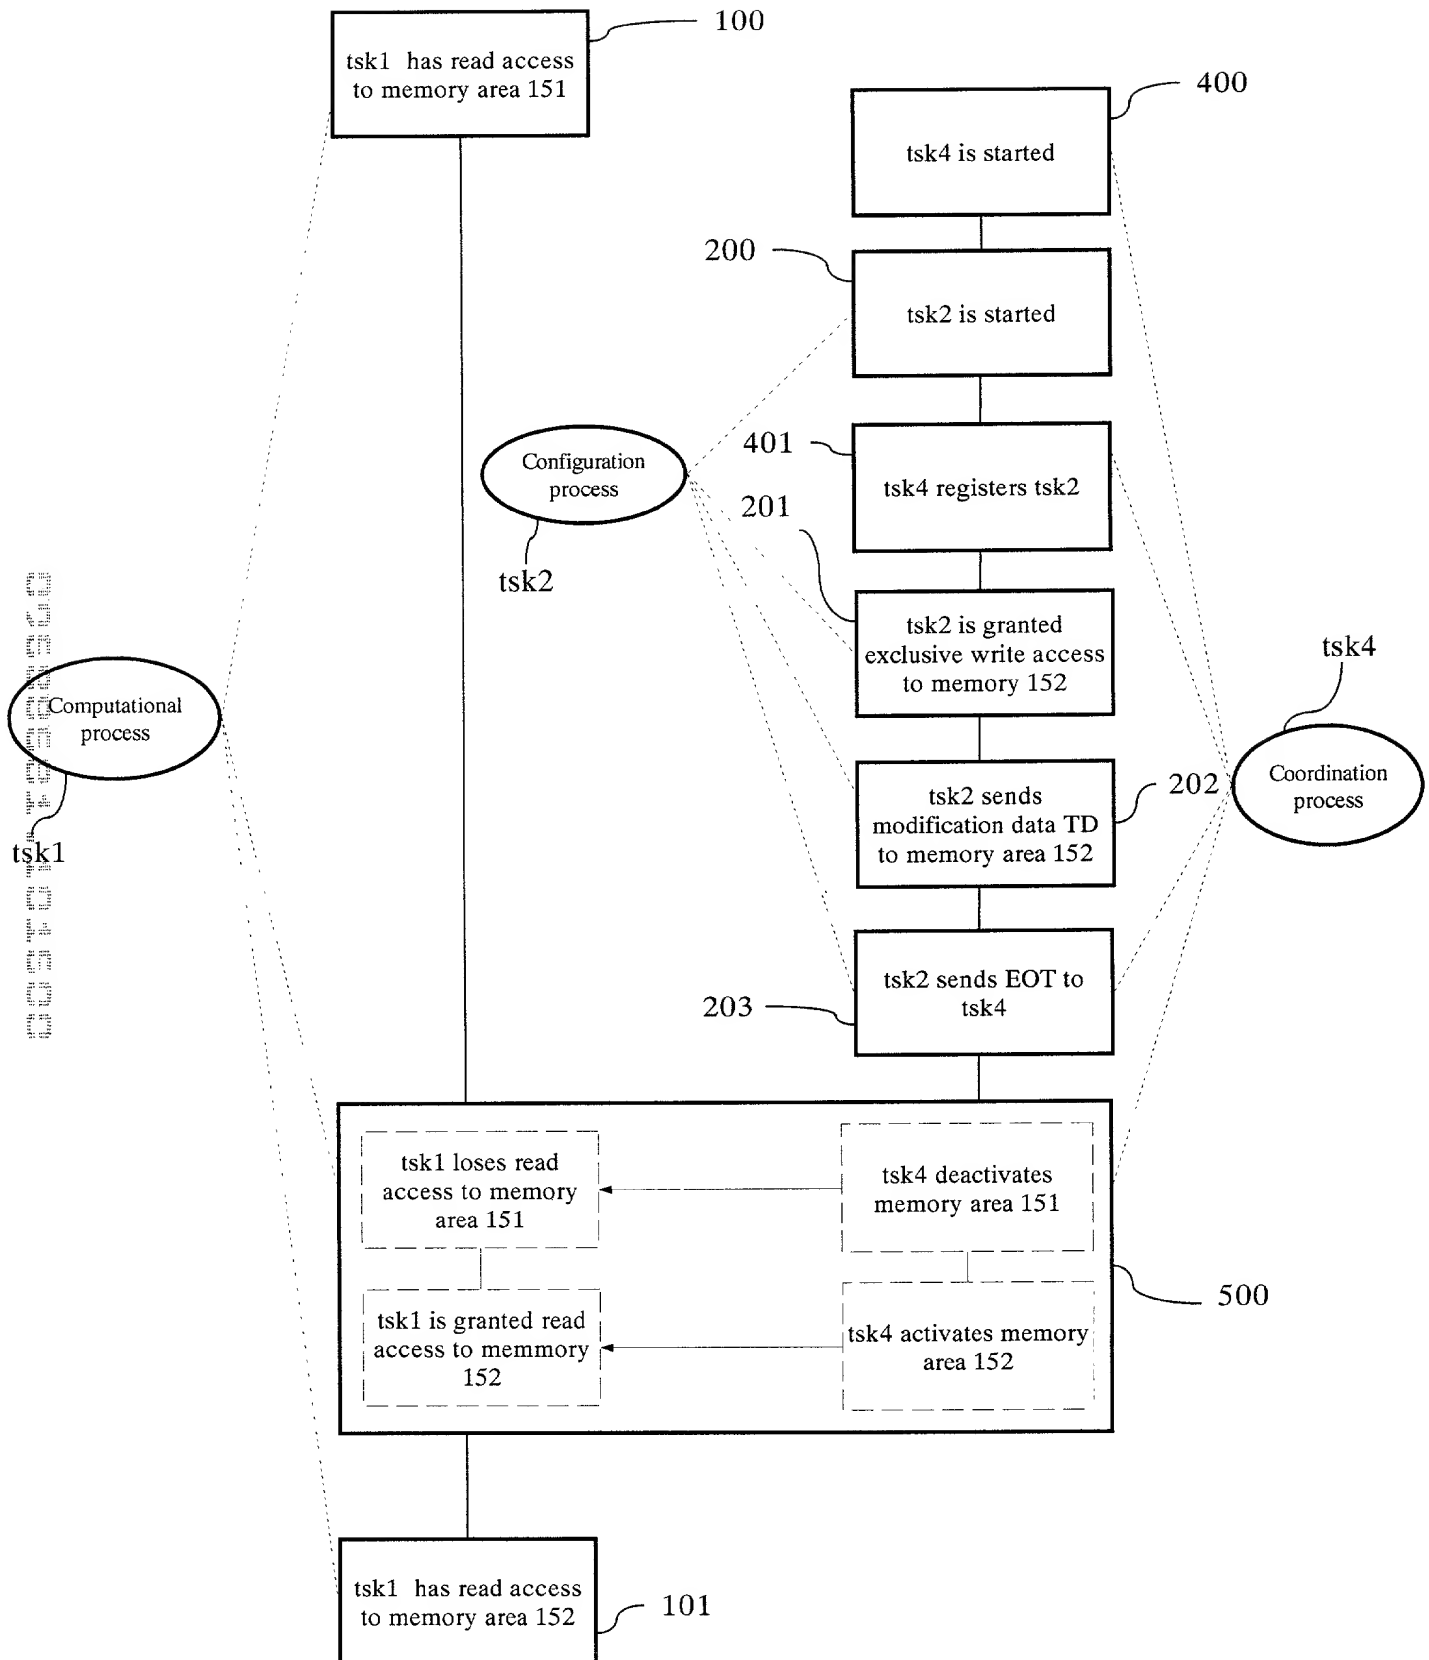 100
tsk1 has read access
to memory area 151
400
tsk4 is started
200
tsk2 is started
401
tsk4 registers tsk2
Configuration
process
tsk2
201
tsk2 is granted
exclusive write access
to memory 152
tsk4
Computational
process
tsk1
Coordination
process
202
tsk2 sends
modification data TD
to memory area 152
tsk2 sends EOT to
tsk4
203
tsk1 loses read
access to memory
area 151
tsk4 deactivates
memory area 151
500
tsk1 is granted read
access to memmory
152
tsk4 activates memory
area 152
tsk1 has read access
to memory area 152
101